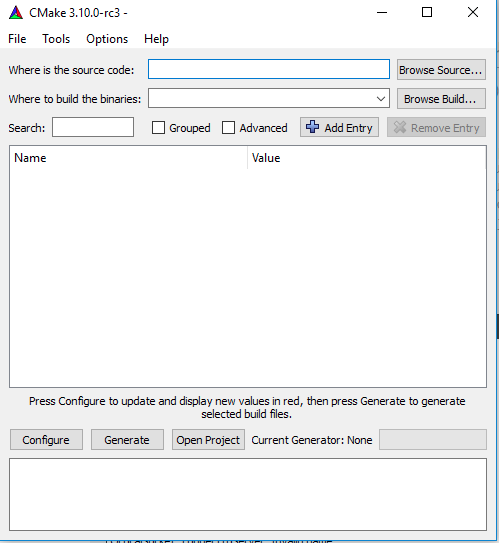 CMake 3.10.0-rc3 -
File Tools Options Help
Where is the source code: Browse Source...
Where to build the binaries: Browse Build...
Search: Grouped Advanced Add Entry Remove Entry
Name Value
Press Configure to update and display new values in red, then press Generate to generate
selected build files.
Configure Generate Open Project Current Generator: None